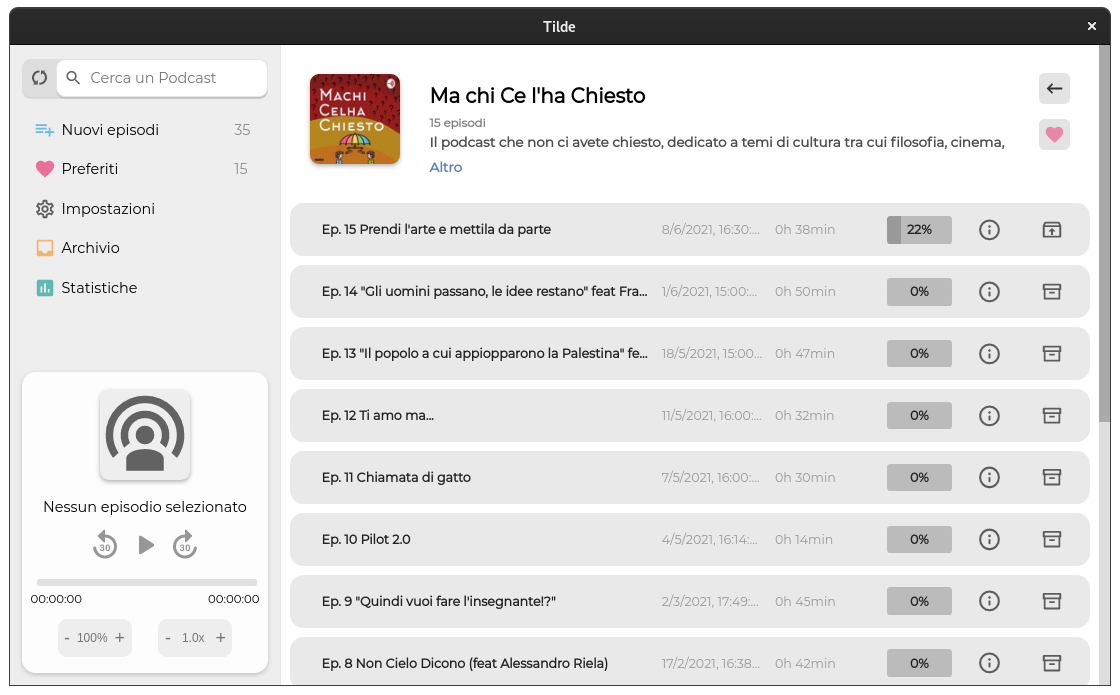 Tilde
Cerca un Podcast
Nuovi episodi 35
Preferiti 15
Impostazioni
Archivio
Statistiche
Nessun episodio selezionato
30 30
00:00:00 00:00:00
- 100% + - 1.0x +
MACHI
CELHA
CHIESTO
Ma chi Ce l'ha Chiesto
15 episodi
Il podcast che non ci avete chiesto, dedicato a temi di cultura tra cui filosofia, cinema,
Altro
Ep. 15 Prendi l'arte e mettila da parte 8/6/2021, 16:30:... 0h 38min 22%
Ep. 14 "Gli uomini passano, le idee restano" feat Fra... 1/6/2021, 15:00:... 0h 50min 0%
Ep. 13 "Il popolo a cui appiopparono la Palestina" fe... 18/5/2021, 15:00... 0h 47min 0%
Ep. 12 Ti amo ma... 11/5/2021, 16:00:... 0h 32min 0%
Ep. 11 Chiamata di gatto 7/5/2021, 16:00:... 0h 30min 0%
Ep. 10 Pilot 2.0 4/5/2021, 16:14:... 0h 14min 0%
Ep. 9 "Quindi vuoi fare l'insegnante!?" 2/3/2021, 17:49:... 0h 45min 0%
Ep. 8 Non Cielo Dicono (feat Alessandro Riela) 17/2/2021, 16:38... 0h 42min 0%